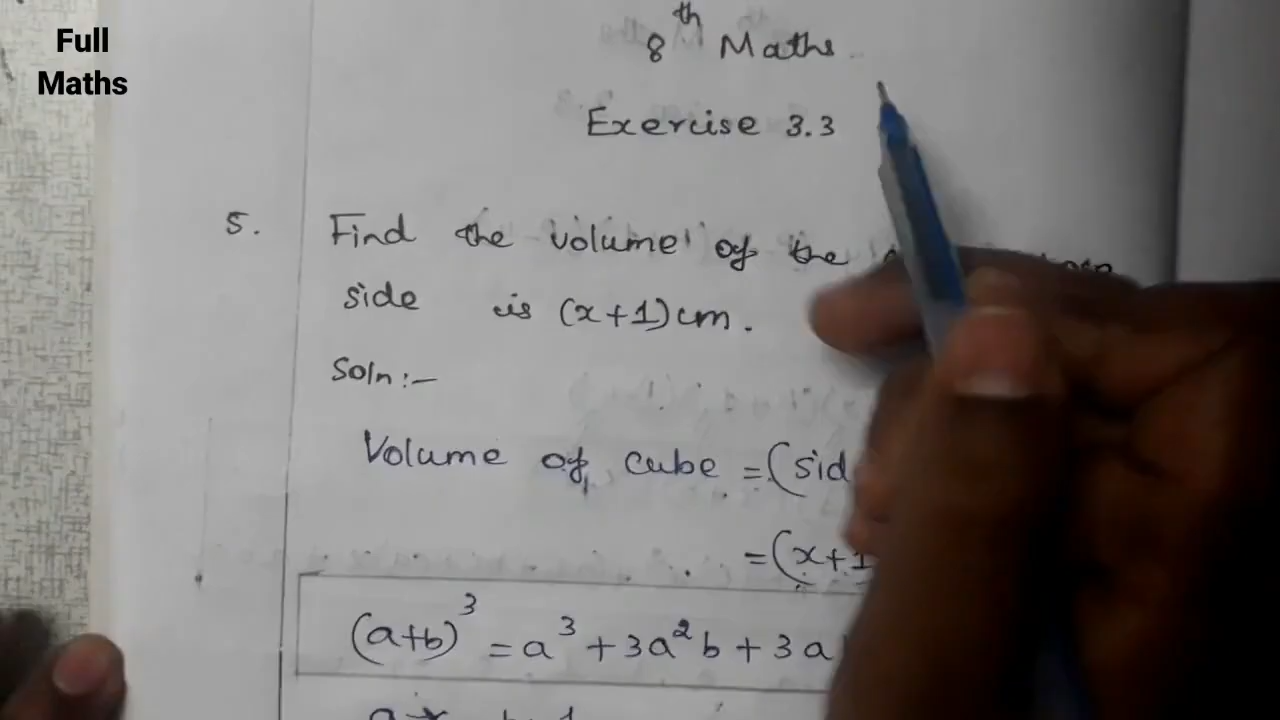 Full
Maths
8th Maths
Exercise 3.3
5. Find the volume of the
side is (x+1)cm.
Soln:-
Volume of cube = (sid
= (x+1
(a+b)³ = a³ + 3a²b + 3a